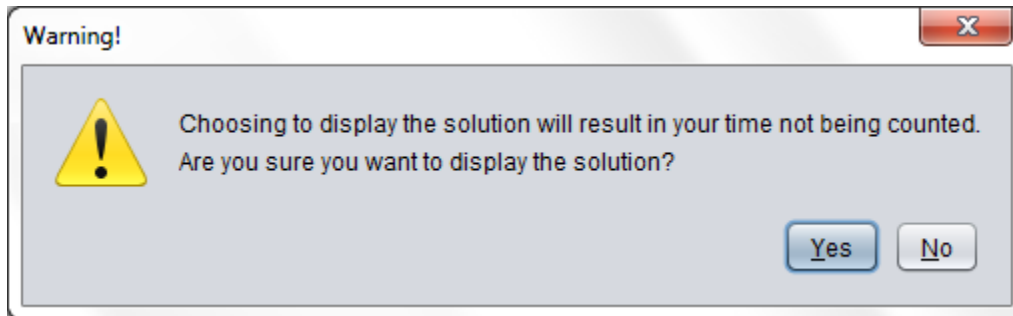 Warning!
Choosing to display the solution will result in your time not being counted.
Are you sure you want to display the solution?
Yes No